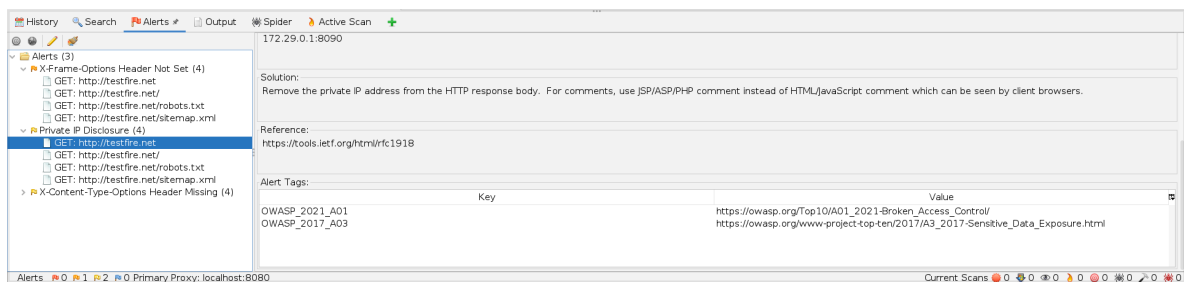 History Search Alerts Output Spider Active Scan
Alerts (3)
X-Frame-Options Header Not Set (4)
GET: http://testfire.net
GET: http://testfire.net/
GET: http://testfire.net/robots.txt
GET: http://testfire.net/sitemap.xml
Private IP Disclosure (4)
GET: http://testfire.net
GET: http://testfire.net/
GET: http://testfire.net/robots.txt
GET: http://testfire.net/sitemap.xml
X-Content-Type-Options Header Missing (4)
172.29.0.1:8090
Solution:
Remove the private IP address from the HTTP response body. For comments, use JSP/ASP/PHP comment instead of HTML/JavaScript comment which can be seen by client browsers.
Reference:
https://tools.ietf.org/html/rfc1918
Alert Tags:
Key Value
OWASP_2021_A01 https://owasp.org/Top10/A01_2021-Broken_Access_Control/
OWASP_2017_A03 https://owasp.org/www-project-top-ten/2017/A3_2017-Sensitive_Data_Exposure.html
Alerts 0 1 2 0 Primary Proxy: localhost:8080 Current Scans 0 0 0 0 0 0 0 0